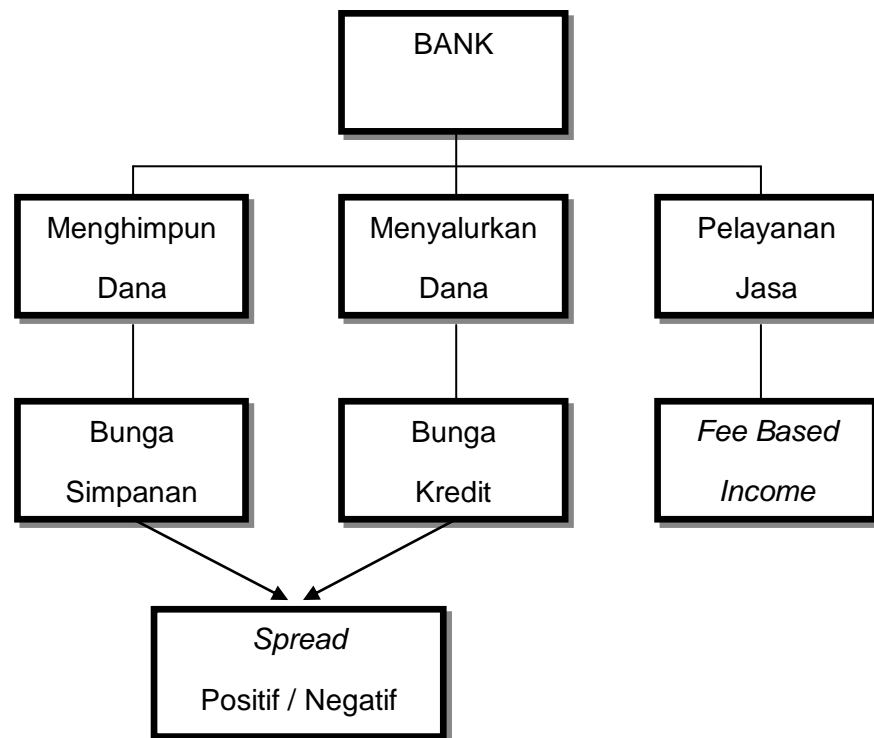 BANK
Menghimpun
Dana
Menyalurkan
Dana
Pelayanan
Jasa
Bunga
Simpanan
Bunga
Kredit
Fee Based
Income
Spread
Positif / Negatif